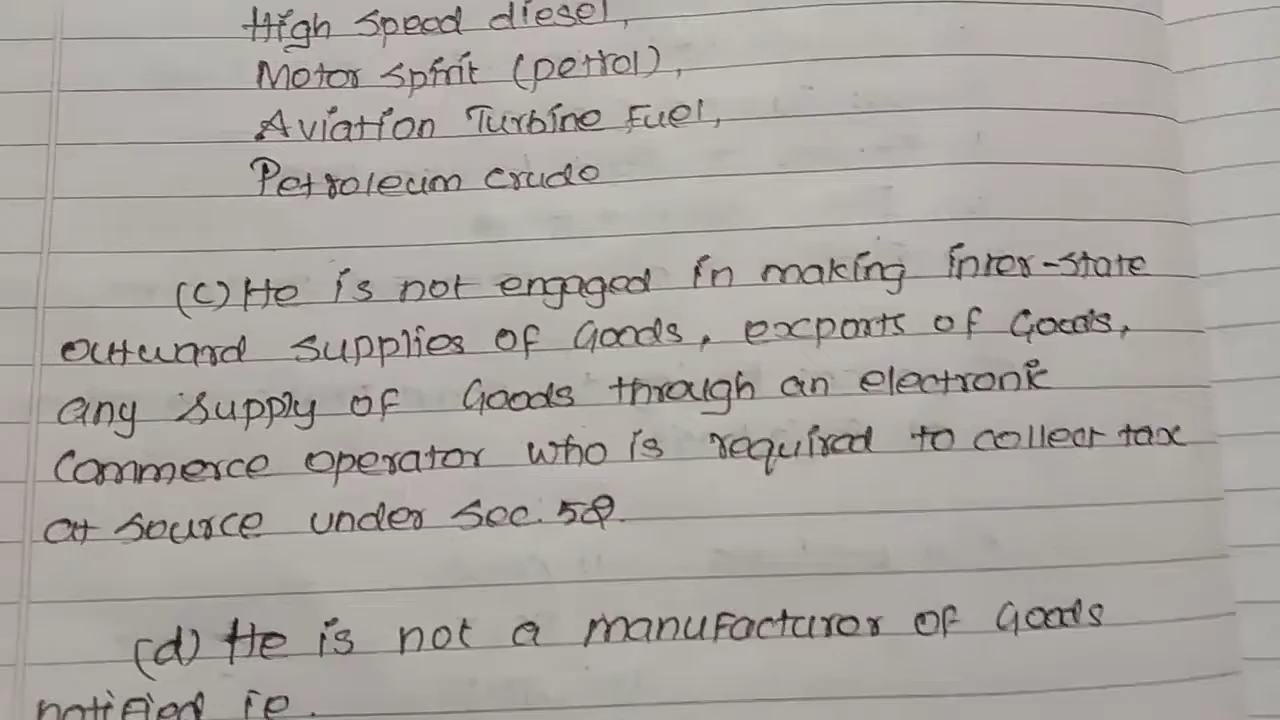 High speed diesel,
Motor spirit (petrol),
Aviation Turbine Fuel,
Petroleum crude
(c) He is not engaged in making inter-state
outward supplies of Goods, exports of Goods,
any supply of Goods through an electronic
Commerce operator who is required to collect tax
at source under Sec. 52.
(d) He is not a manufacturer of Goods
notified ie.